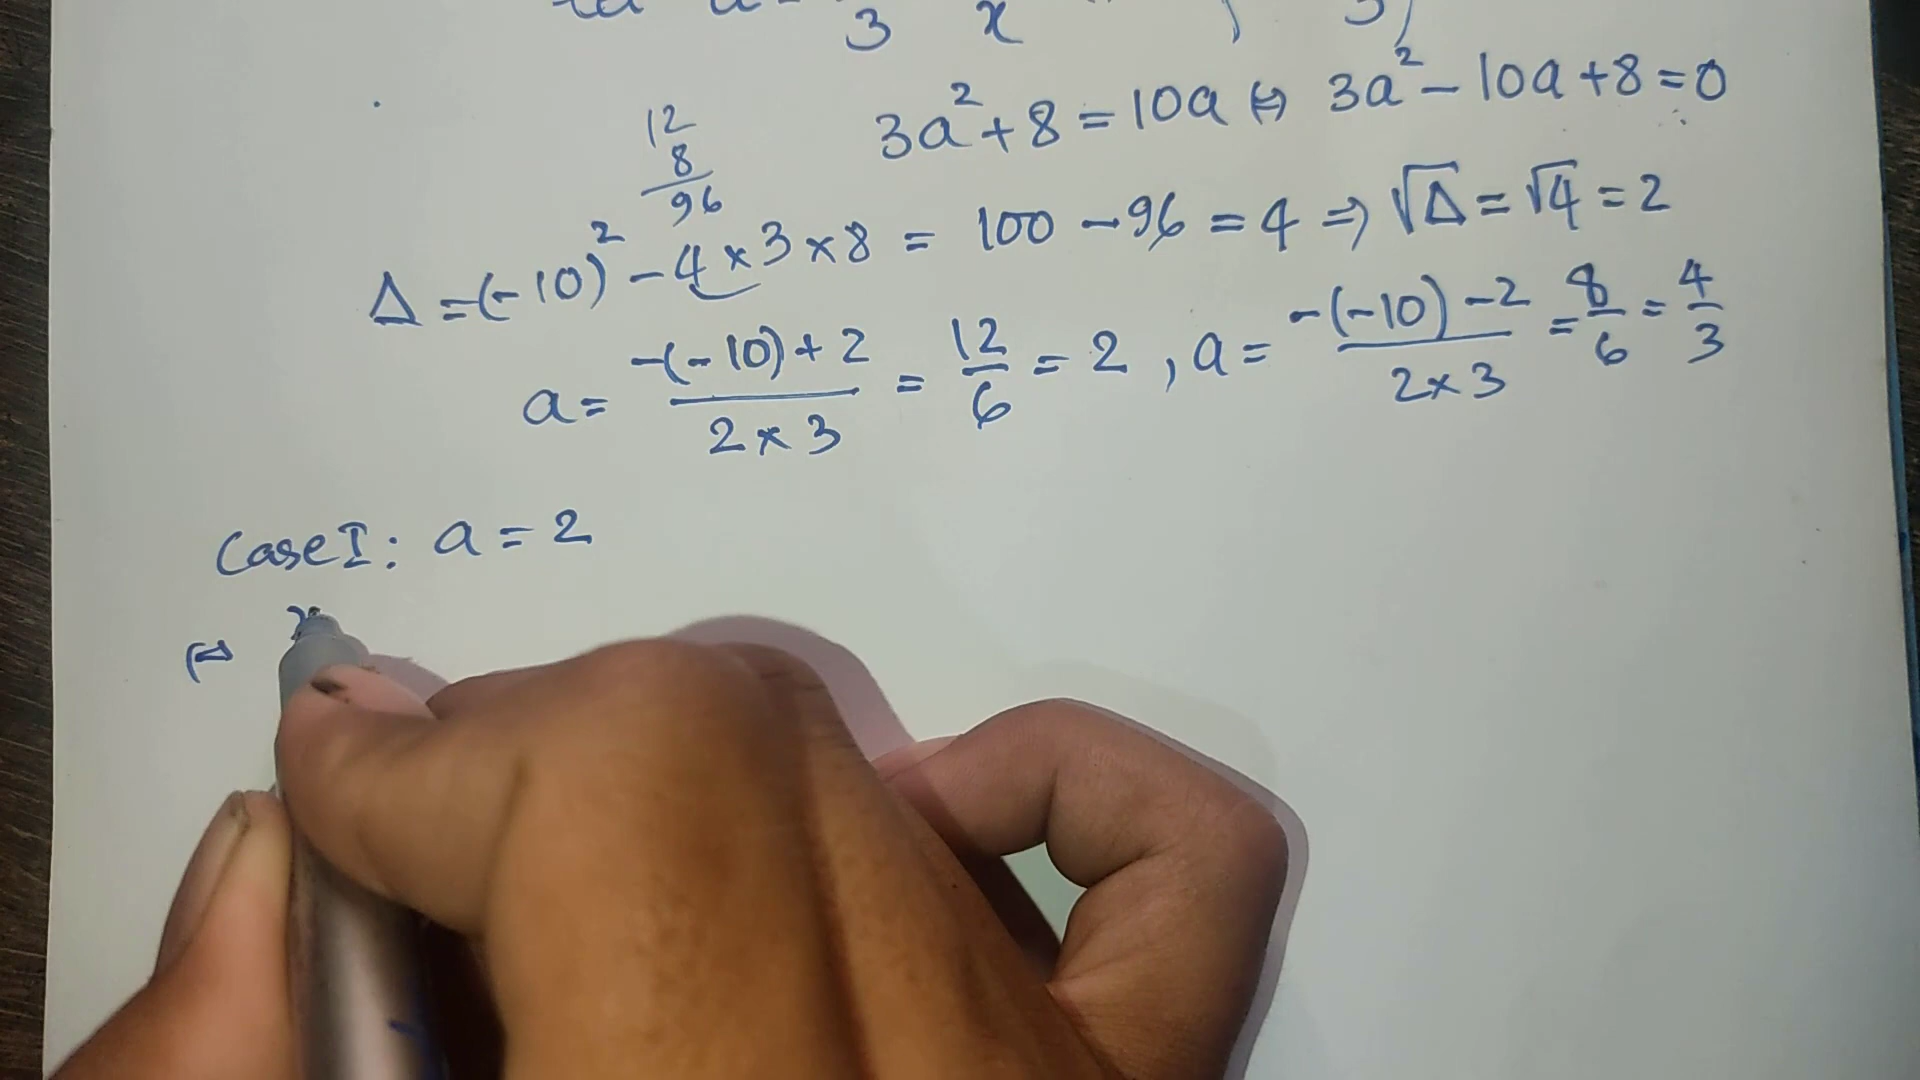 3 x
3a²+8=10a ⇔ 3a²-10a+8=0
12
8
96
Δ=(-10)²-4×3×8 = 100-96=4 ⇒ √Δ=√4=2
a= -(-10)+2 / 2×3 = 12/6 = 2, a= -(-10)-2 / 2×3 = 8/6 = 4/3
Case I: a=2
⇔